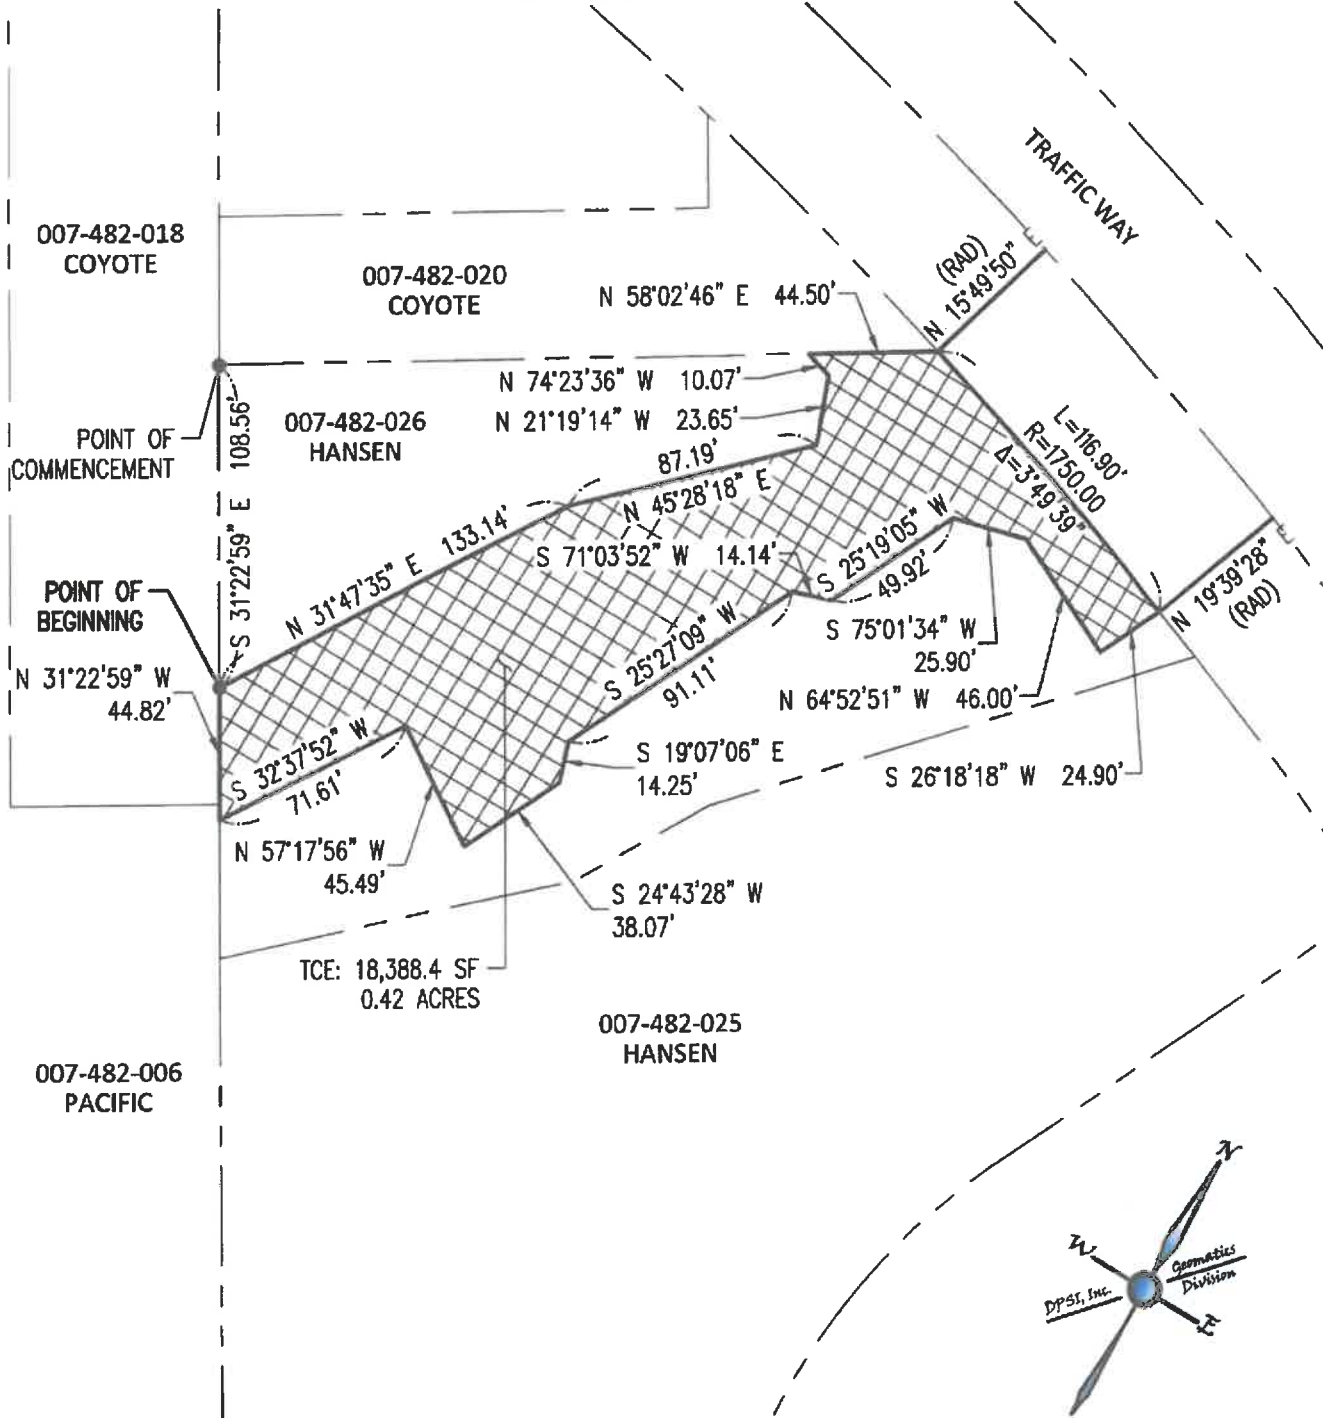 TRAFFIC WAY
007-482-018
COYOTE
007-482-020
COYOTE
(RAD)
N 15°49'50"
N 58°02'46" E 44.50'
N 74°23'36" W 10.07'
N 21°19'14" W 23.65'
007-482-026
HANSEN
POINT OF
COMMENCEMENT
S 31°22'59" E 108.56'
L=116.90'
R=1750.00
Δ=3°49'39"
87.19'
N 45°28'18" E
N 31°47'35" E 133.14'
S 71°03'52" W 14.14'
S 25°19'05" W
49.92'
POINT OF
BEGINNING
N 19°39'28"
(RAD)
S 75°01'34" W
25.90'
S 25°27'09" W
91.11'
N 31°22'59" W
44.82'
N 64°52'51" W 46.00'
S 32°37'52" W
71.61'
S 19°07'06" E
14.25'
S 26°18'18" W 24.90'
N 57°17'56" W
45.49'
S 24°43'28" W
38.07'
TCE: 18,388.4 SF
0.42 ACRES
007-482-025
HANSEN
007-482-006
PACIFIC
N
W
Geomatics
Division
DPSI, Inc.
E